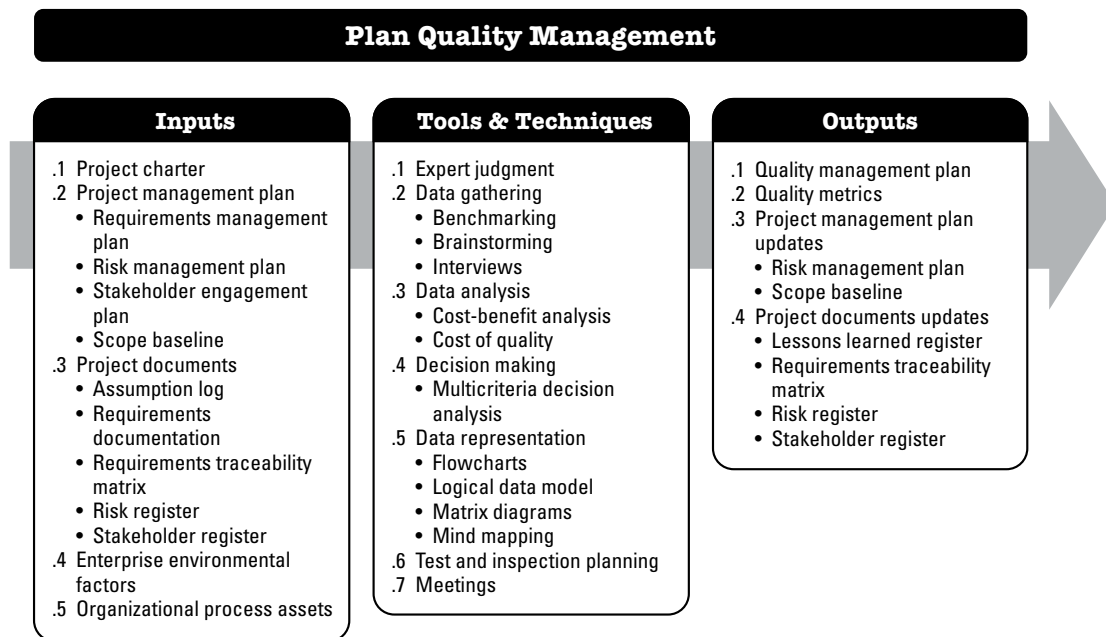 Plan Quality Management
Inputs
.1 Project charter
.2 Project management plan
• Requirements management
plan
• Risk management plan
• Stakeholder engagement
plan
• Scope baseline
.3 Project documents
• Assumption log
• Requirements
documentation
• Requirements traceability
matrix
• Risk register
• Stakeholder register
.4 Enterprise environmental
factors
.5 Organizational process assets
Tools & Techniques
.1 Expert judgment
.2 Data gathering
• Benchmarking
• Brainstorming
• Interviews
.3 Data analysis
• Cost-benefit analysis
• Cost of quality
.4 Decision making
• Multicriteria decision
analysis
.5 Data representation
• Flowcharts
• Logical data model
• Matrix diagrams
• Mind mapping
.6 Test and inspection planning
.7 Meetings
Outputs
.1 Quality management plan
.2 Quality metrics
.3 Project management plan
updates
• Risk management plan
• Scope baseline
.4 Project documents updates
• Lessons learned register
• Requirements traceability
matrix
• Risk register
• Stakeholder register